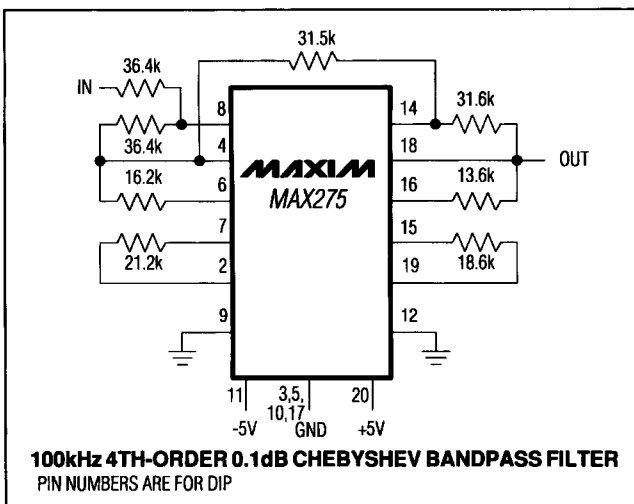 31.5k
36.4k
IN
8
14
31.6k
36.4k
4
18
OUT
MAXIM
MAX275
16.2k
6
16
13.6k
7
15
21.2k
2
19
18.6k
9
12
11
3,5,
10,17
20
-5V
GND
+5V
100kHz 4TH-ORDER 0.1dB CHEBYSHEV BANDPASS FILTER
PIN NUMBERS ARE FOR DIP